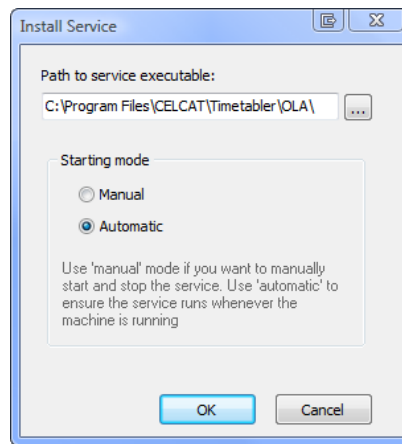 Install Service
Path to service executable:
C:\Program Files\CELCAT\Timetabler\OLA\
...
Starting mode
Manual
Automatic
Use 'manual' mode if you want to manually
start and stop the service. Use 'automatic' to
ensure the service runs whenever the
machine is running
OK
Cancel